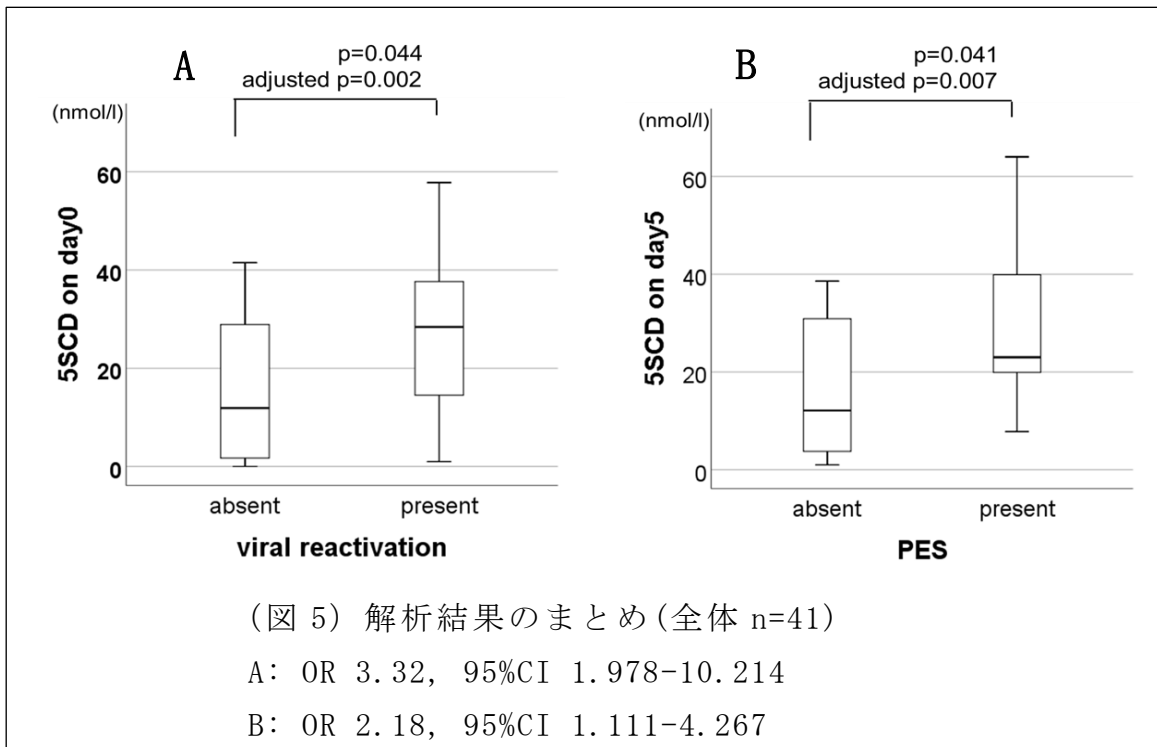 A
p=0.044
adjusted p=0.002
(nmol/l)
60
40
20
0
5SCD on day0
absent present
viral reactivation
B
p=0.041
adjusted p=0.007
(nmol/l)
60
40
20
0
5SCD on day5
absent present
PES
(図 5) 解析結果のまとめ(全体 n=41)
A: OR 3.32, 95%CI 1.978-10.214
B: OR 2.18, 95%CI 1.111-4.267